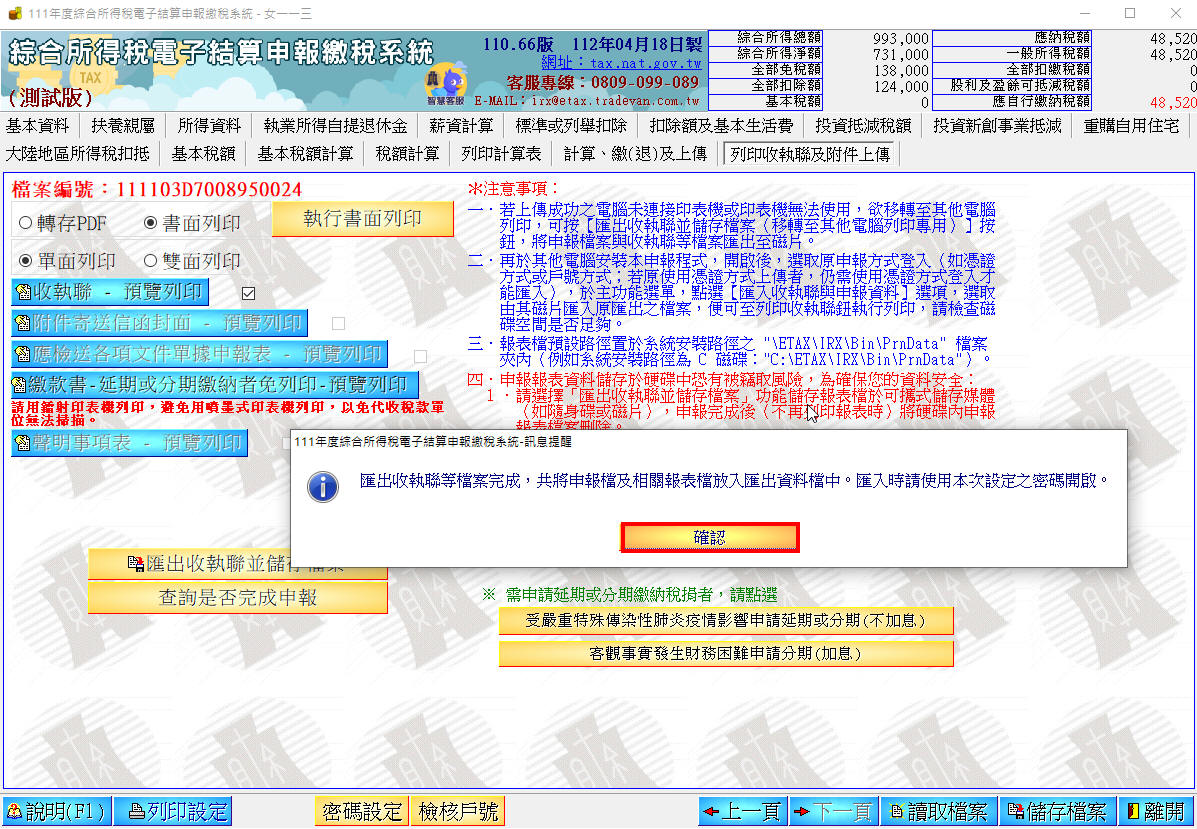 111年度綜合所得稅電子結算申報繳稅系統 - 女一一三
綜合所得稅電子結算申報繳稅系統
TAX
(測試版)
110.66版 112年04月18日製
網址：tax.nat.gov.tw
客服專線：0809-099-089
智慧客服
E-MAIL：irx@etax.tradevan.com.tw
綜合所得總額 993,000 應納稅額 48,520
綜合所得淨額 731,000 一般所得稅額 48,520
全部免稅額 138,000 全部扣繳稅額 0
全部扣除額 124,000 股利及盈餘可抵減稅額 0
基本稅額 0 應自行繳納稅額 48,520
基本資料 扶養親屬 所得資料 執業所得自提退休金 薪資計算 標準或列舉扣除 扣除額及基本生活費 投資抵減稅額 投資新創事業抵減 重購自用住宅
大陸地區所得稅扣抵 基本稅額 基本稅額計算 稅額計算 列印計算表 計算、繳(退)及上傳 列印收執聯及附件上傳
檔案編號：111103D7008950024
轉存PDF 書面列印 執行書面列印
單面列印 雙面列印
收執聯 - 預覽列印
附件寄送信函封面 - 預覽列印
應檢送各項文件單據申報表 - 預覽列印
繳款書-延期或分期繳納者免列印-預覽列印
請用鐳射印表機列印，避免用噴墨式印表機列印，以免代收稅款單
位無法掃描。
聲明事項表 - 預覽列印
匯出收執聯並儲存檔案
查詢是否完成申報
※注意事項：
一．若上傳成功之電腦未連接印表機或印表機無法使用，欲移轉至其他電腦
列印，可按【匯出收執聯並儲存檔案（移轉至其他電腦列印專用）】按
鈕，將申報檔案與收執聯等檔案匯出至磁片。
二．再於其他電腦安裝本申報程式，開啟後，選取原申報方式登入（如憑證
方式或戶號方式；若原使用憑證方式上傳者，仍需使用憑證方式登入才
能匯入），於主功能選單，點選【匯入收執聯與申報資料】選項，選取
由其磁片匯入原匯出之檔案，便可至列印收執聯鈕執行列印，請檢查磁
碟空間是否足夠。
三．報表檔預設路徑置於系統安裝路徑之 "\ETAX\IRX\Bin\PrnData" 檔案
夾內（例如系統安裝路徑為 C 磁碟："C:\ETAX\IRX\Bin\PrnData"）。
四．申報報表資料儲存於硬碟中恐有被竊取風險，為確保您的資料安全：
1．請選擇「匯出收執聯並儲存檔案」功能儲存報表檔於可攜式儲存媒體
（如隨身碟或磁片），申報完成後（不再列印報表時）將硬碟內申報
報表檔案刪除。
111年度綜合所得稅電子結算申報繳稅系統-訊息提醒
匯出收執聯等檔案完成，共將申報檔及相關報表檔放入匯出資料檔中。匯入時請使用本次設定之密碼開啟。
確認
※ 需申請延期或分期繳納稅捐者，請點選
受嚴重特殊傳染性肺炎疫情影響申請延期或分期(不加息)
客觀事實發生財務困難申請分期(加息)
說明(F1) 列印設定 密碼設定 檢核戶號 上一頁 下一頁 讀取檔案 儲存檔案 離開